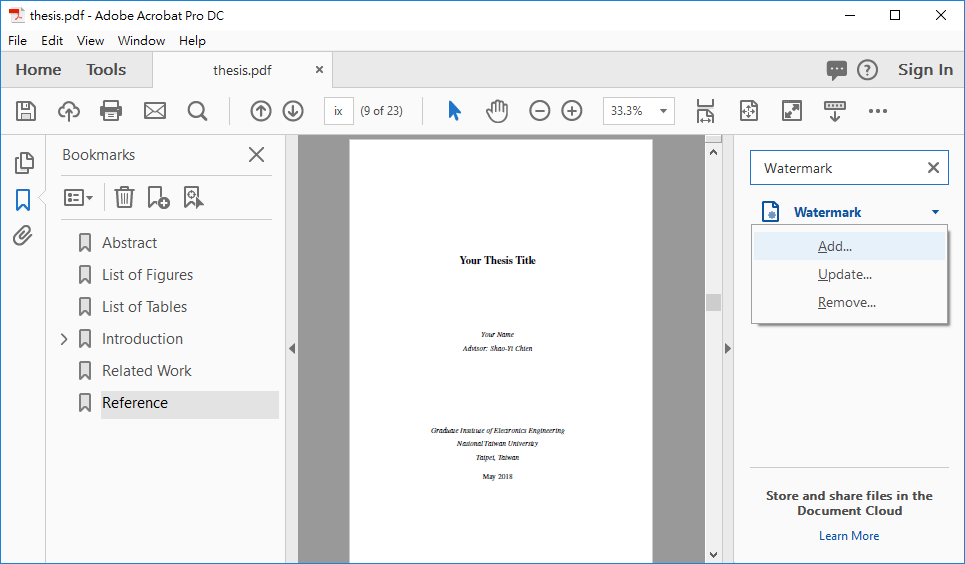 thesis.pdf - Adobe Acrobat Pro DC
File Edit View Window Help
Home Tools thesis.pdf × Sign In
ix (9 of 23) 33.3%
Bookmarks
Abstract
List of Figures
List of Tables
Introduction
Related Work
Reference
Your Thesis Title
Your Name
Advisor: Shao-Yi Chien
Graduate Institute of Electronics Engineering
National Taiwan University
Taipei, Taiwan
May 2018
Watermark
Watermark
Add...
Update...
Remove...
Store and share files in the
Document Cloud
Learn More